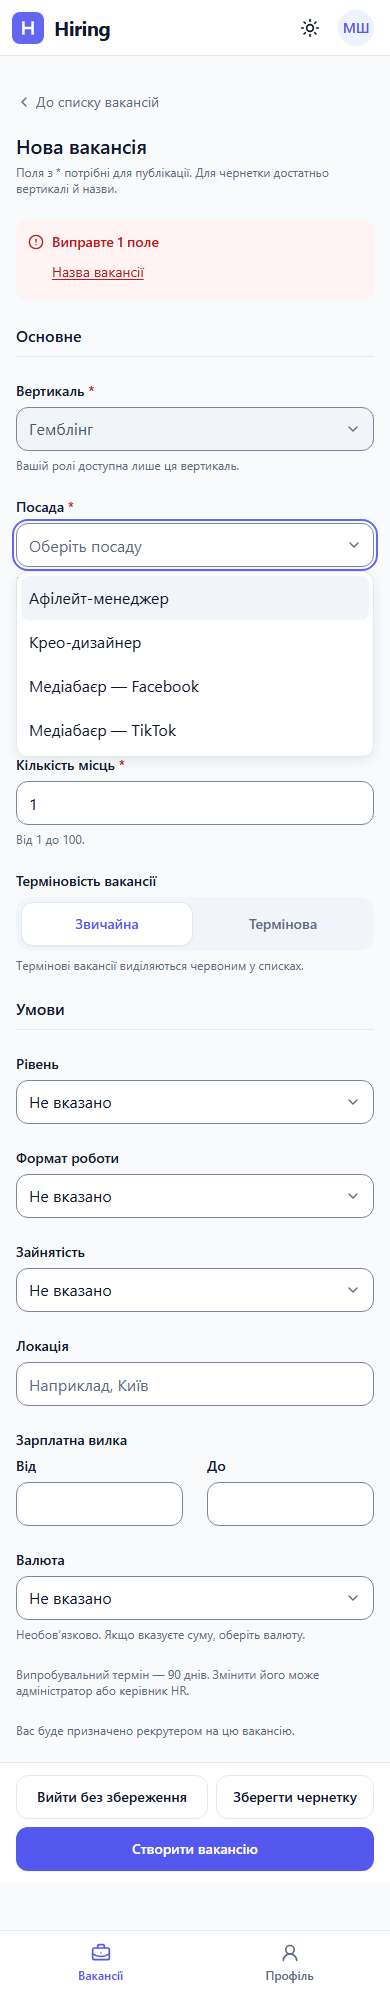 H Hiring
МШ
До списку вакансій
Нова вакансія
Поля з * потрібні для публікації. Для чернетки достатньо
вертикалі й назви.
Виправте 1 поле
Назва вакансії
Основне
Вертикаль *
Гемблінг
Вашій ролі доступна лише ця вертикаль.
Посада *
Оберіть посаду
Афілейт-менеджер
Крео-дизайнер
Медіабаєр — Facebook
Медіабаєр — TikTok
Кількість місць *
1
Від 1 до 100.
Терміновість вакансії
Звичайна
Термінова
Термінові вакансії виділяються червоним у списках.
Умови
Рівень
Не вказано
Формат роботи
Не вказано
Зайнятість
Не вказано
Локація
Наприклад, Київ
Зарплатна вилка
Від
До
Валюта
Не вказано
Необов'язково. Якщо вказуєте суму, оберіть валюту.
Випробувальний термін — 90 днів. Змінити його може
адміністратор або керівник HR.
Вас буде призначено рекрутером на цю вакансію.
Вийти без збереження
Зберегти чернетку
Створити вакансію
Вакансії
Профіль